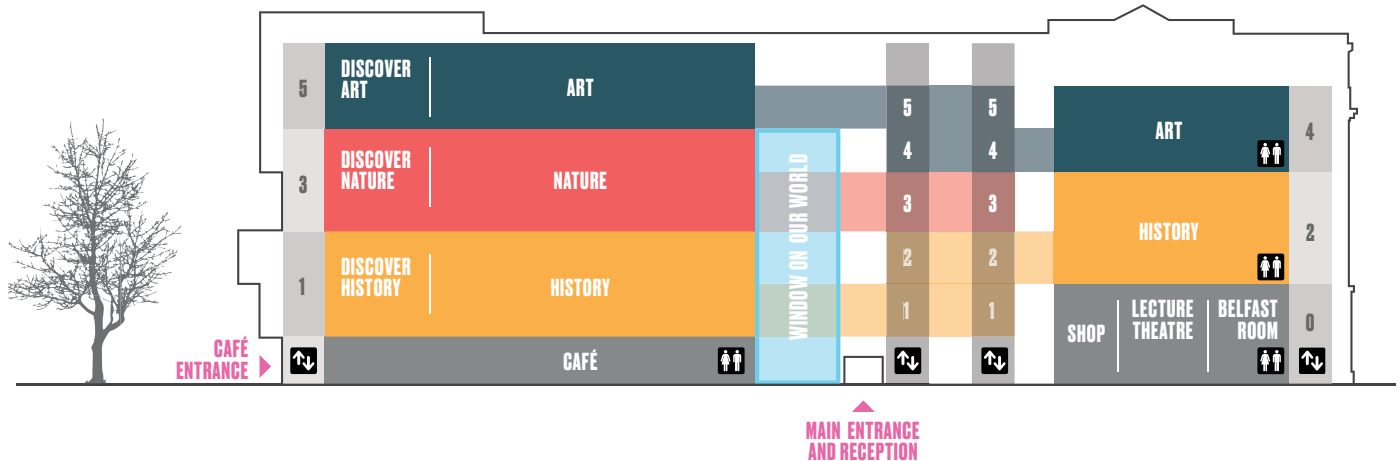 5
DISCOVER
ART
ART
3
DISCOVER
NATURE
NATURE
1
DISCOVER
HISTORY
HISTORY
CAFÉ
CAFÉ
ENTRANCE
WINDOW ON OUR WORLD
5
4
3
2
1
5
4
3
2
1
ART
4
HISTORY
2
SHOP
LECTURE
THEATRE
BELFAST
ROOM
0
MAIN ENTRANCE
AND RECEPTION